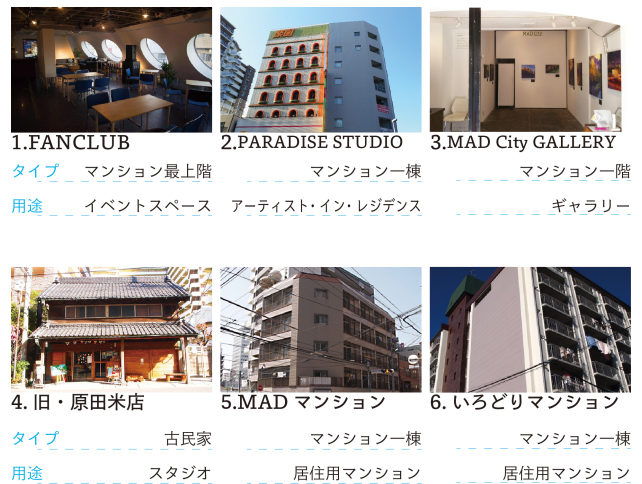 1.FANCLUB
タイプ マンション最上階
用途 イベントスペース
2.PARADISE STUDIO
マンション一棟
アーティスト・イン・レジデンス
3.MAD City GALLERY
マンション一階
ギャラリー
4. 旧・原田米店
タイプ 古民家
用途 スタジオ
5.MAD マンション
マンション一棟
居住用マンション
6. いろどりマンション
マンション一棟
居住用マンション